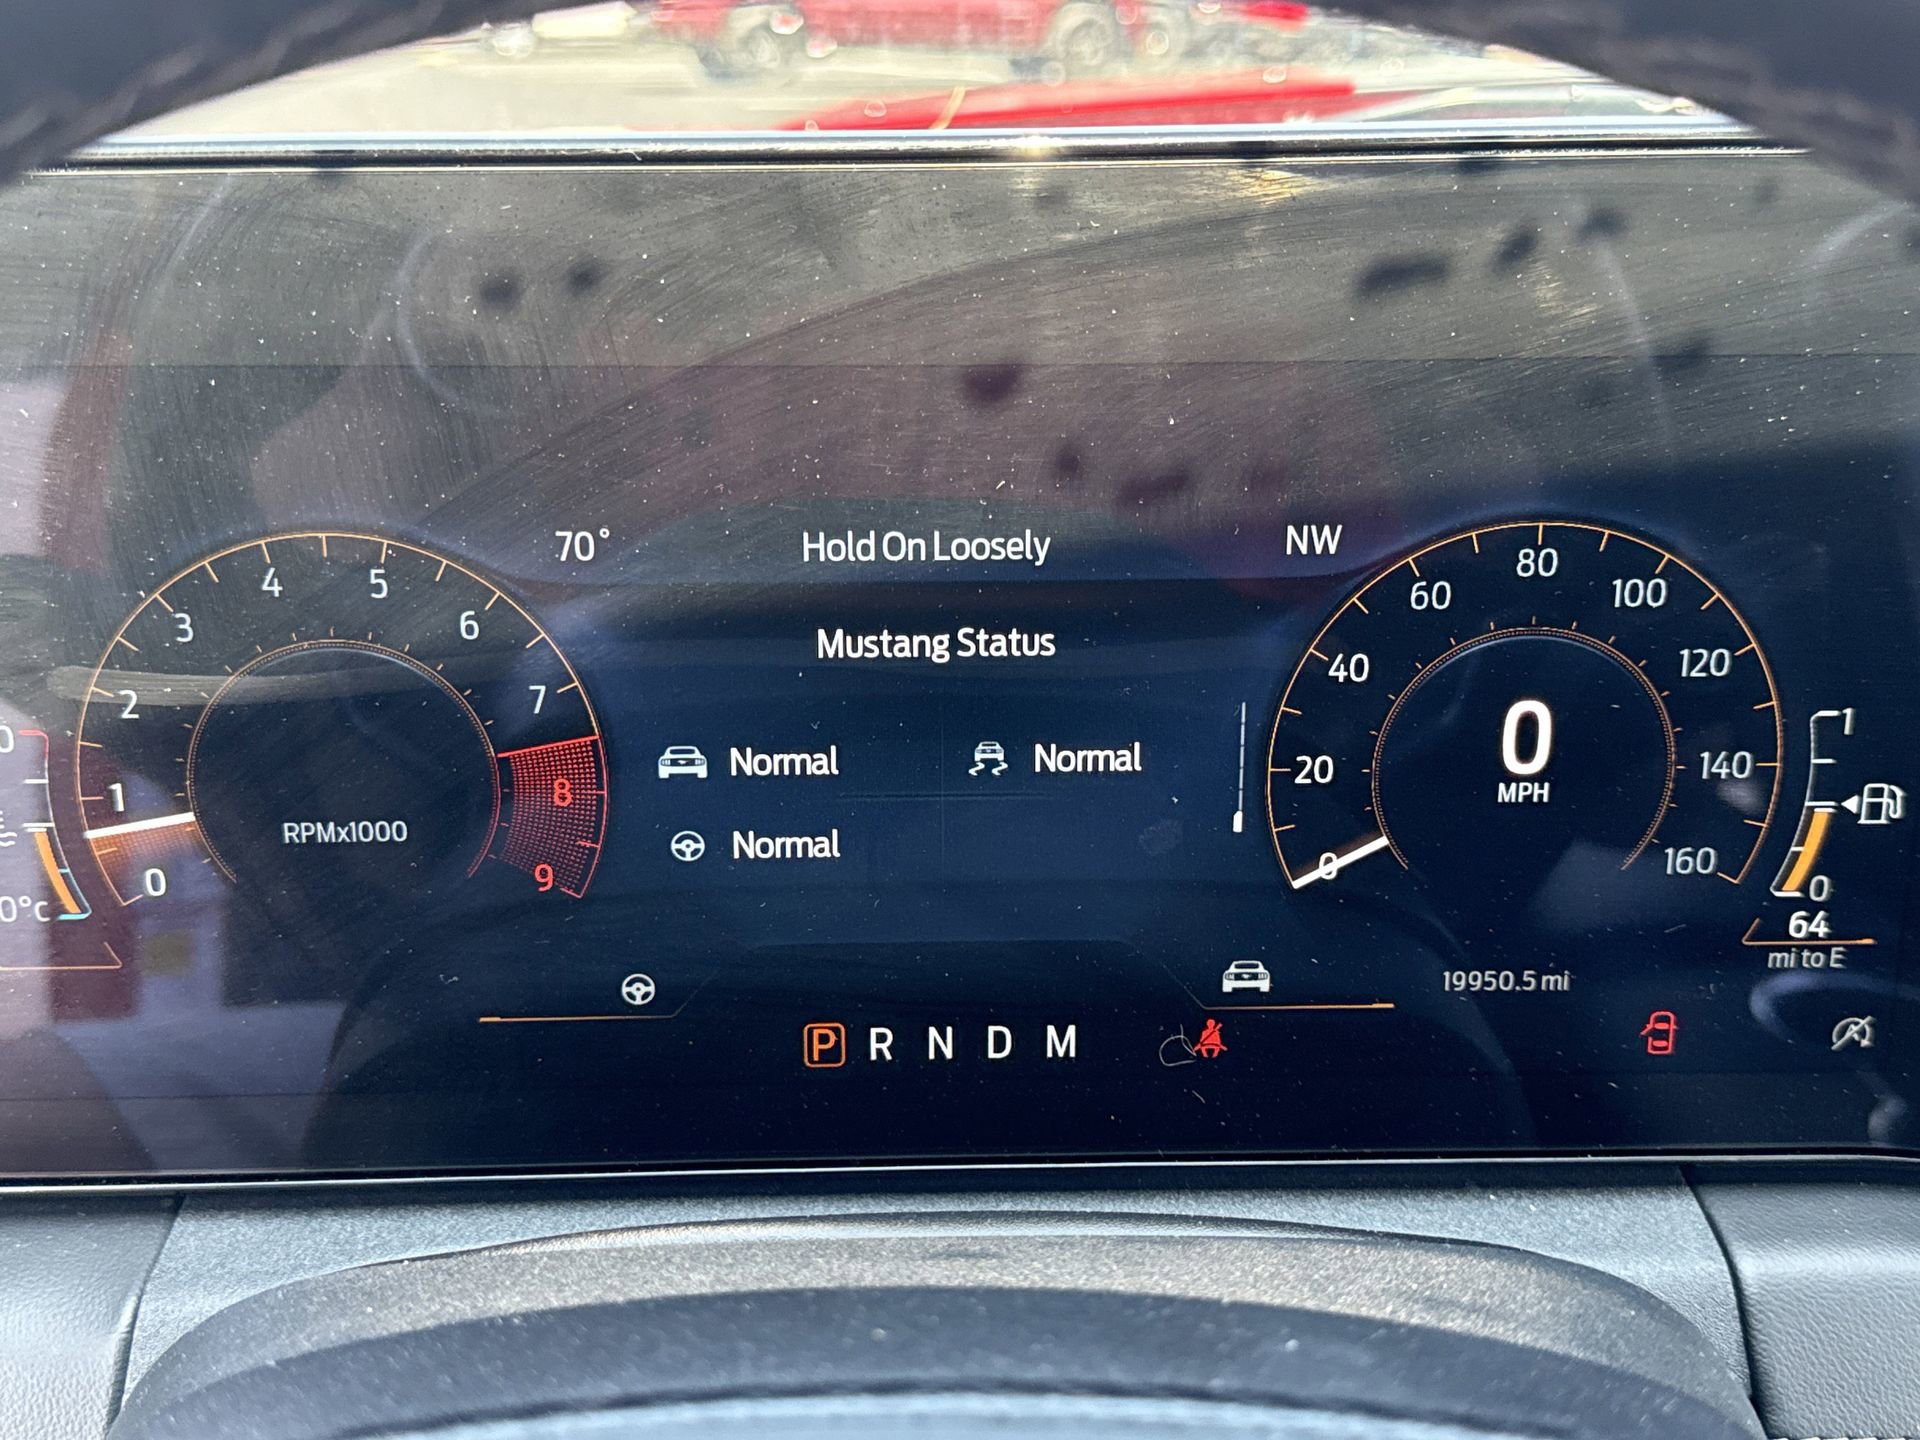 70° Hold On Loosely NW
Mustang Status
Normal Normal
Normal
0 1 2 3 4 5 6 7 8 9
RPMx1000
0 20 40 60 80 100 120 140 160
0
MPH
1
0
64
mi to E
0°c
19950.5 mi
P R N D M